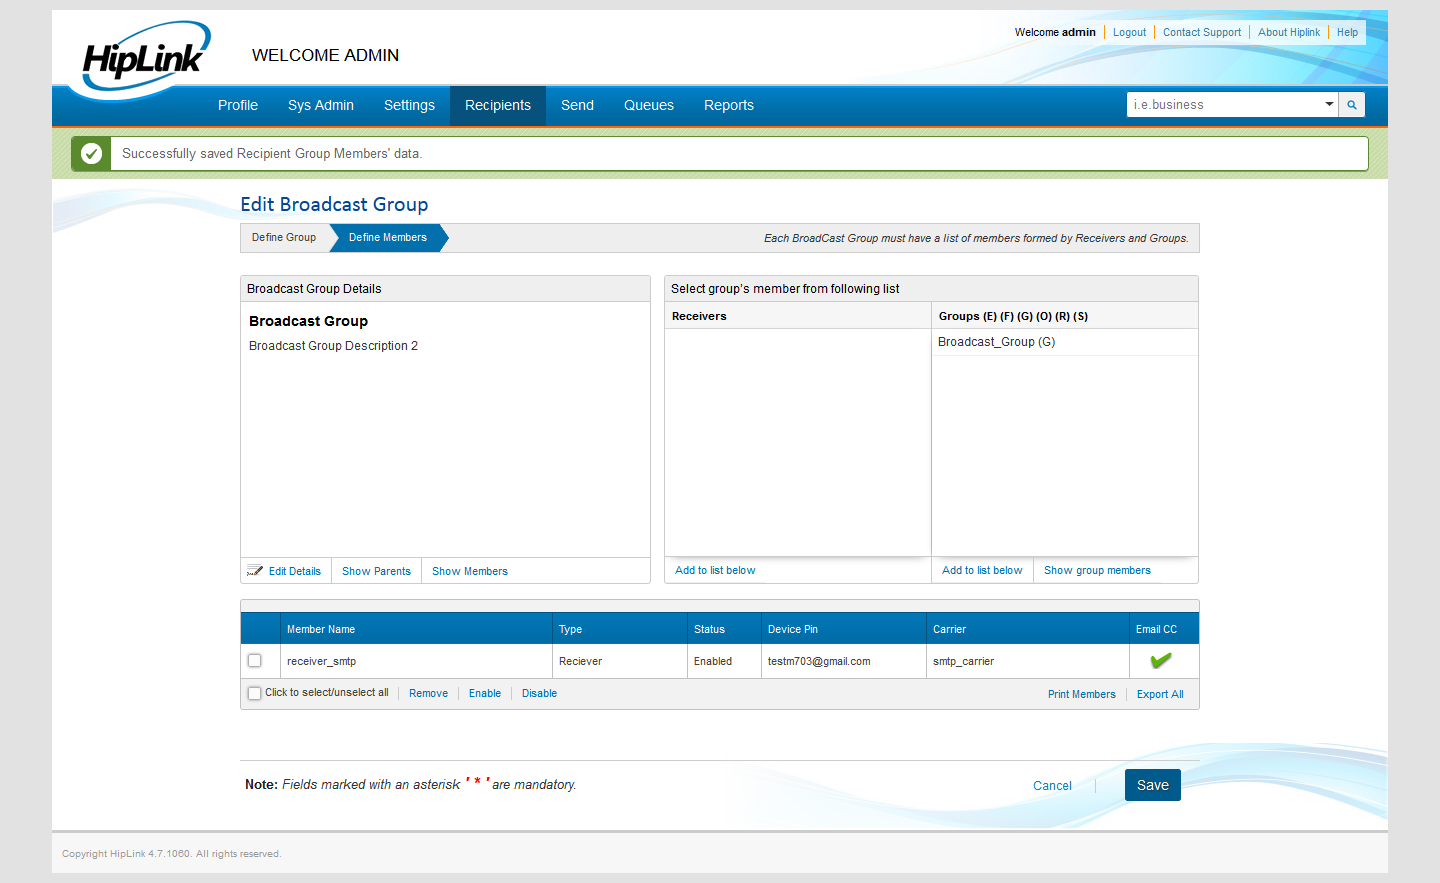 HipLink
WELCOME ADMIN
Welcome admin Logout Contact Support About Hiplink Help
Profile Sys Admin Settings Recipients Send Queues Reports i.e.business
Successfully saved Recipient Group Members' data.
Edit Broadcast Group
Define Group Define Members Each BroadCast Group must have a list of members formed by Receivers and Groups.
Broadcast Group Details
Broadcast Group
Broadcast Group Description 2
Edit Details Show Parents Show Members
Select group's member from following list
Receivers Groups (E) (F) (G) (O) (R) (S)
Broadcast_Group (G)
Add to list below Add to list below Show group members
Member Name Type Status Device Pin Carrier Email CC
receiver_smtp Reciever Enabled testm703@gmail.com smtp_carrier
Click to select/unselect all Remove Enable Disable Print Members Export All
Note: Fields marked with an asterisk ' * ' are mandatory.
Cancel Save
Copyright HipLink 4.7.1060. All rights reserved.